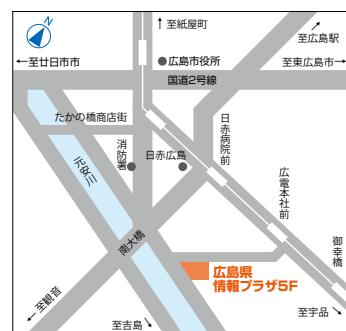 N
↑至紙屋町
至広島駅
←至廿日市市
広島市役所
至東広島市→
国道2号線
たかの橋商店街
日赤病院前
消防署
日赤広島
元安川
広電本社前
南大橋
御幸橋
広島県
情報プラザ5F
至観音
至吉島
至宇品